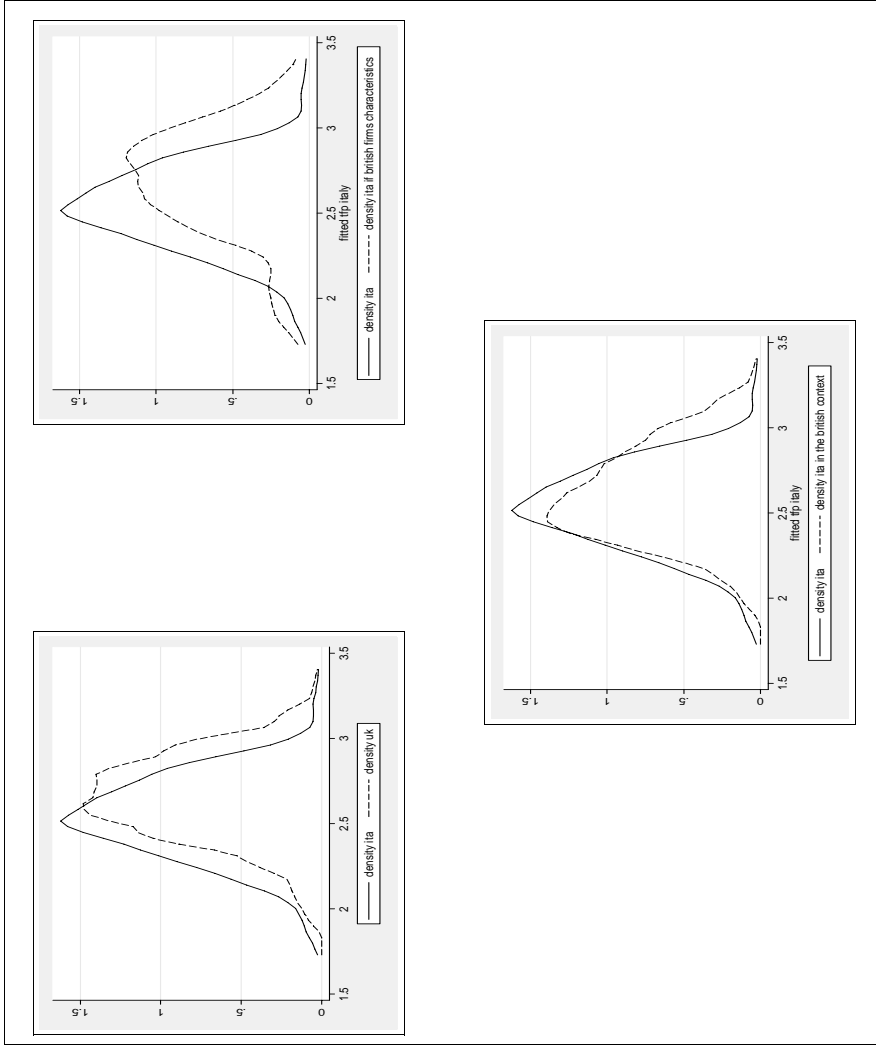 0 .5 1 1.5
1.5 2 2.5 3 3.5
density ita density uk
0 .5 1 1.5
1.5 2 2.5 3 3.5
fitted tfp italy
density ita density ita if british firms characteristics
0 .5 1 1.5
1.5 2 2.5 3 3.5
fitted tfp italy
density ita density ita in the british context